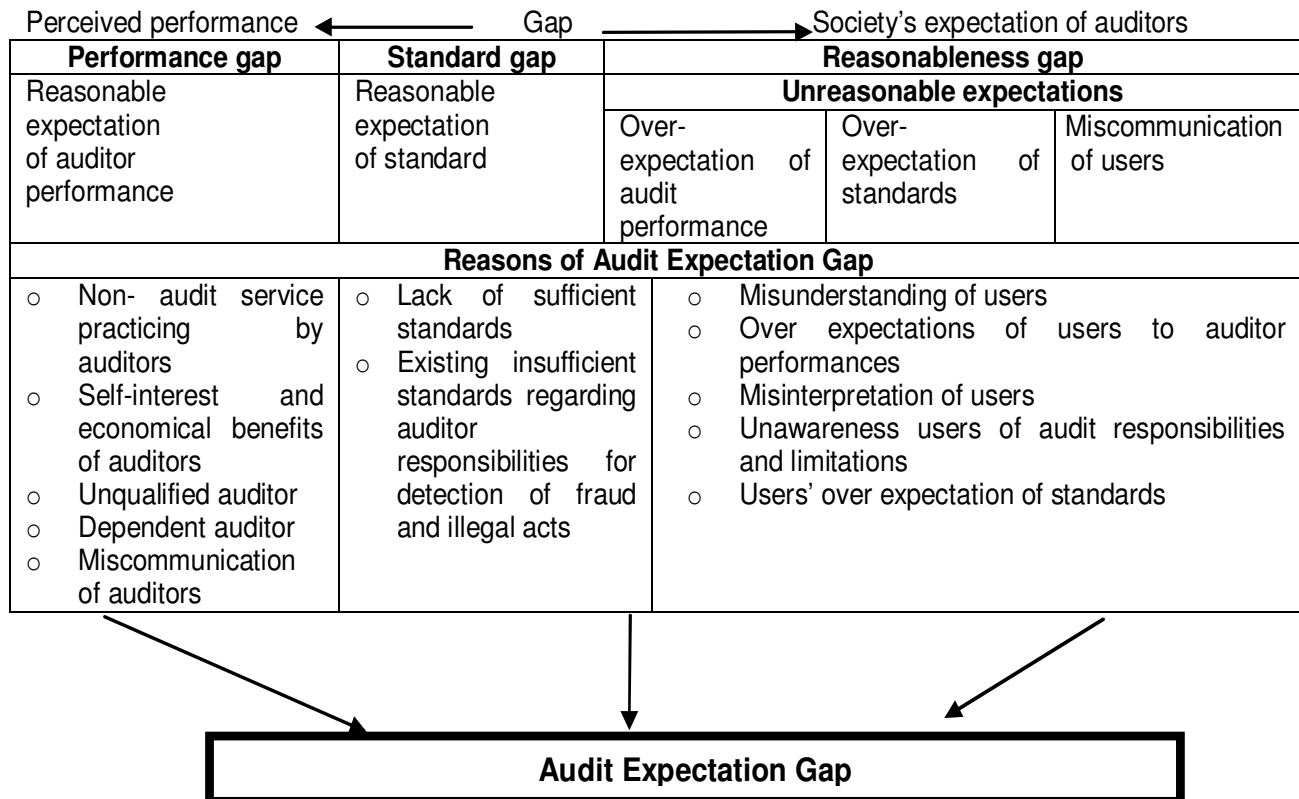 Perceived performance Gap Society’s expectation of auditors
Performance gap Standard gap Reasonableness gap
Reasonable
expectation
of auditor
performance
Reasonable
expectation
of standard
Unreasonable expectations
Over-
expectation of
audit
performance
Over-
expectation of
standards
Miscommunication
of users
Reasons of Audit Expectation Gap
o Non- audit service
practicing by
auditors
o Self-interest and
economical benefits
of auditors
o Unqualified auditor
o Dependent auditor
o Miscommunication
of auditors
o Lack of sufficient
standards
o Existing insufficient
standards regarding
auditor
responsibilities for
detection of fraud
and illegal acts
o Misunderstanding of users
o Over expectations of users to auditor
performances
o Misinterpretation of users
o Unawareness users of audit responsibilities
and limitations
o Users’ over expectation of standards
Audit Expectation Gap